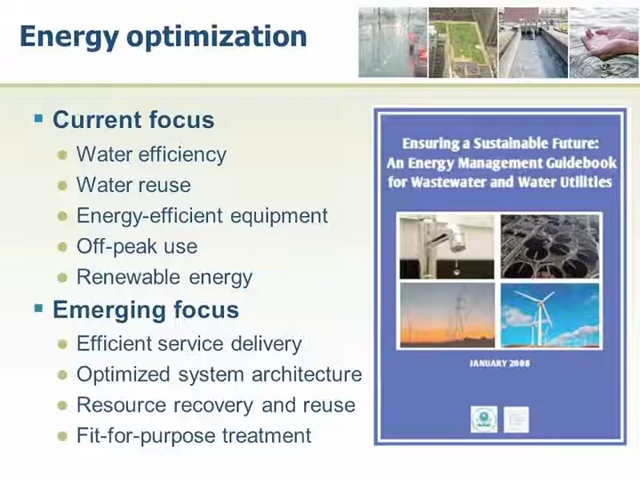 Energy optimization
Current focus
Water efficiency
Water reuse
Energy-efficient equipment
Off-peak use
Renewable energy
Emerging focus
Efficient service delivery
Optimized system architecture
Resource recovery and reuse
Fit-for-purpose treatment
Ensuring a Sustainable Future:
An Energy Management Guidebook
for Wastewater and Water Utilities
JANUARY 2008